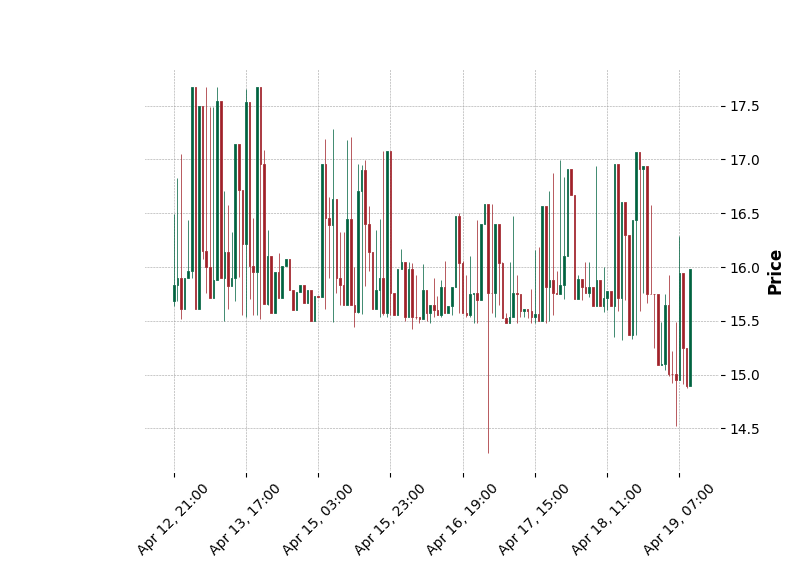 17.5
17.0
16.5
16.0
15.5
15.0
14.5
Price
Apr 12, 21:00
Apr 13, 17:00
Apr 15, 03:00
Apr 15, 23:00
Apr 16, 19:00
Apr 17, 15:00
Apr 18, 11:00
Apr 19, 07:00